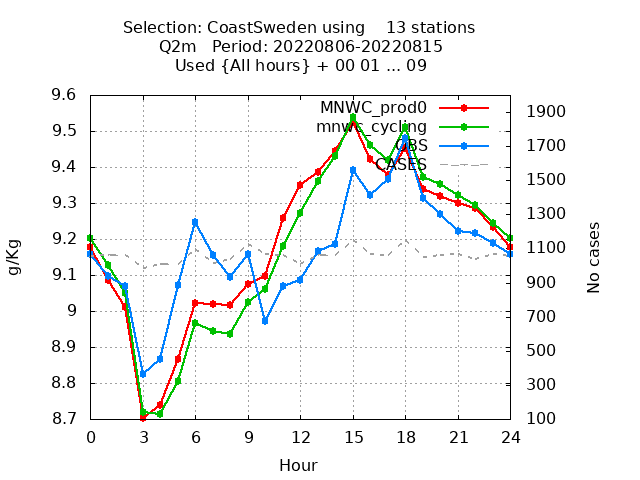 Selection: CoastSweden using 13 stations
Q2m Period: 20220806-20220815
Used {All hours} + 00 01 ... 09
MNWC_prod0
mnwc_cycling
OBS
CASES
g/Kg
9.6
9.5
9.4
9.3
9.2
9.1
9
8.9
8.8
8.7
No cases
1900
1700
1500
1300
1100
900
700
500
300
100
0 3 6 9 12 15 18 21 24
Hour